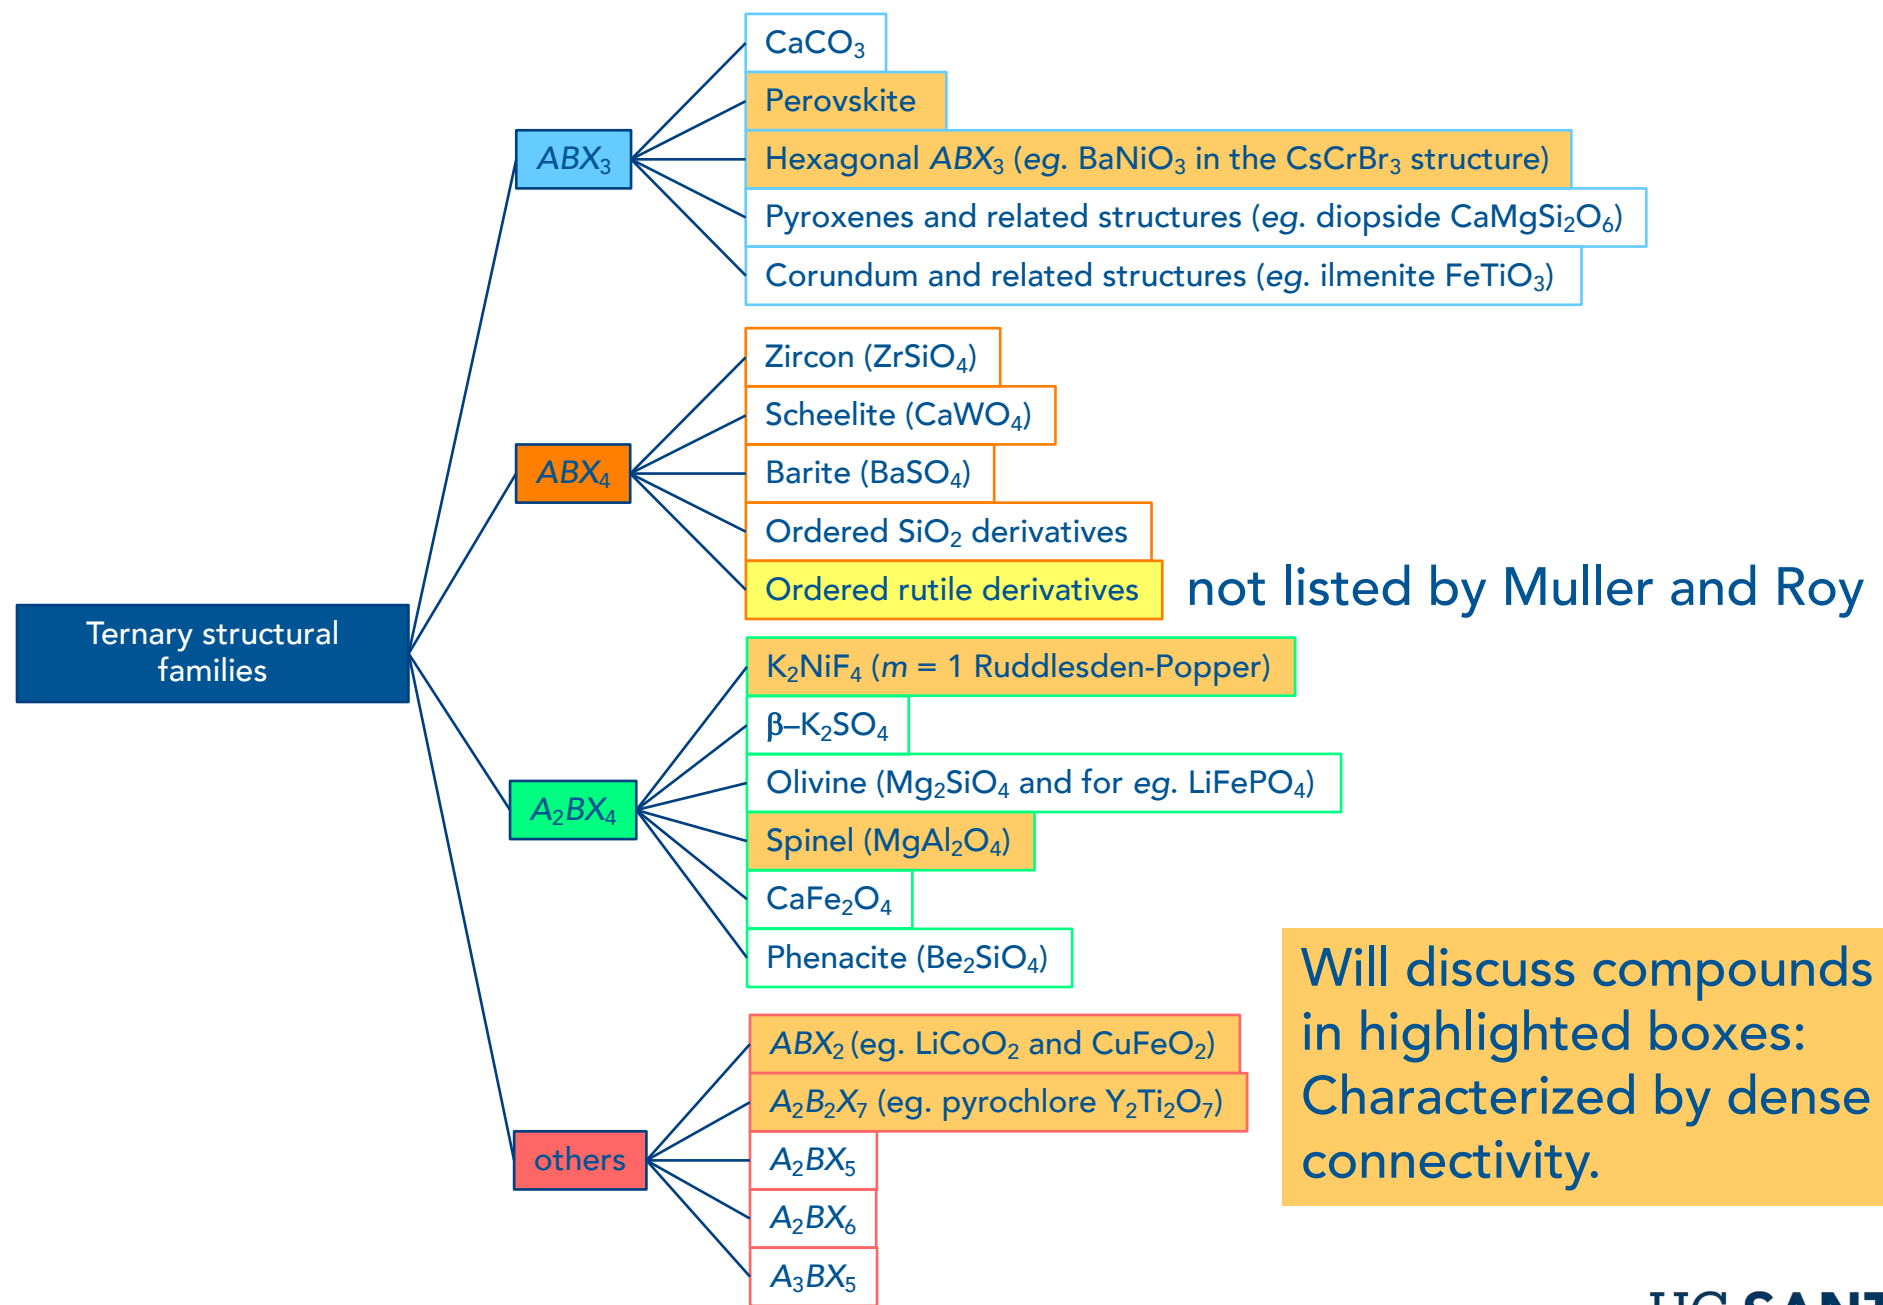 CaCO₃
Perovskite
ABX₃
Hexagonal ABX₃ (eg. BaNiO₃ in the CsCrBr₃ structure)
Pyroxenes and related structures (eg. diopside CaMgSi₂O₆)
Corundum and related structures (eg. ilmenite FeTiO₃)
Zircon (ZrSiO₄)
Scheelite (CaWO₄)
ABX₄
Barite (BaSO₄)
Ordered SiO₂ derivatives
Ordered rutile derivatives
not listed by Muller and Roy
Ternary structural
families
K₂NiF₄ (m = 1 Ruddlesden-Popper)
β–K₂SO₄
Olivine (Mg₂SiO₄ and for eg. LiFePO₄)
A₂BX₄
Spinel (MgAl₂O₄)
CaFe₂O₄
Phenacite (Be₂SiO₄)
Will discuss compounds
in highlighted boxes:
Characterized by dense
connectivity.
ABX₂ (eg. LiCoO₂ and CuFeO₂)
A₂B₂X₇ (eg. pyrochlore Y₂Ti₂O₇)
others
A₂BX₅
A₂BX₆
A₃BX₅
UC